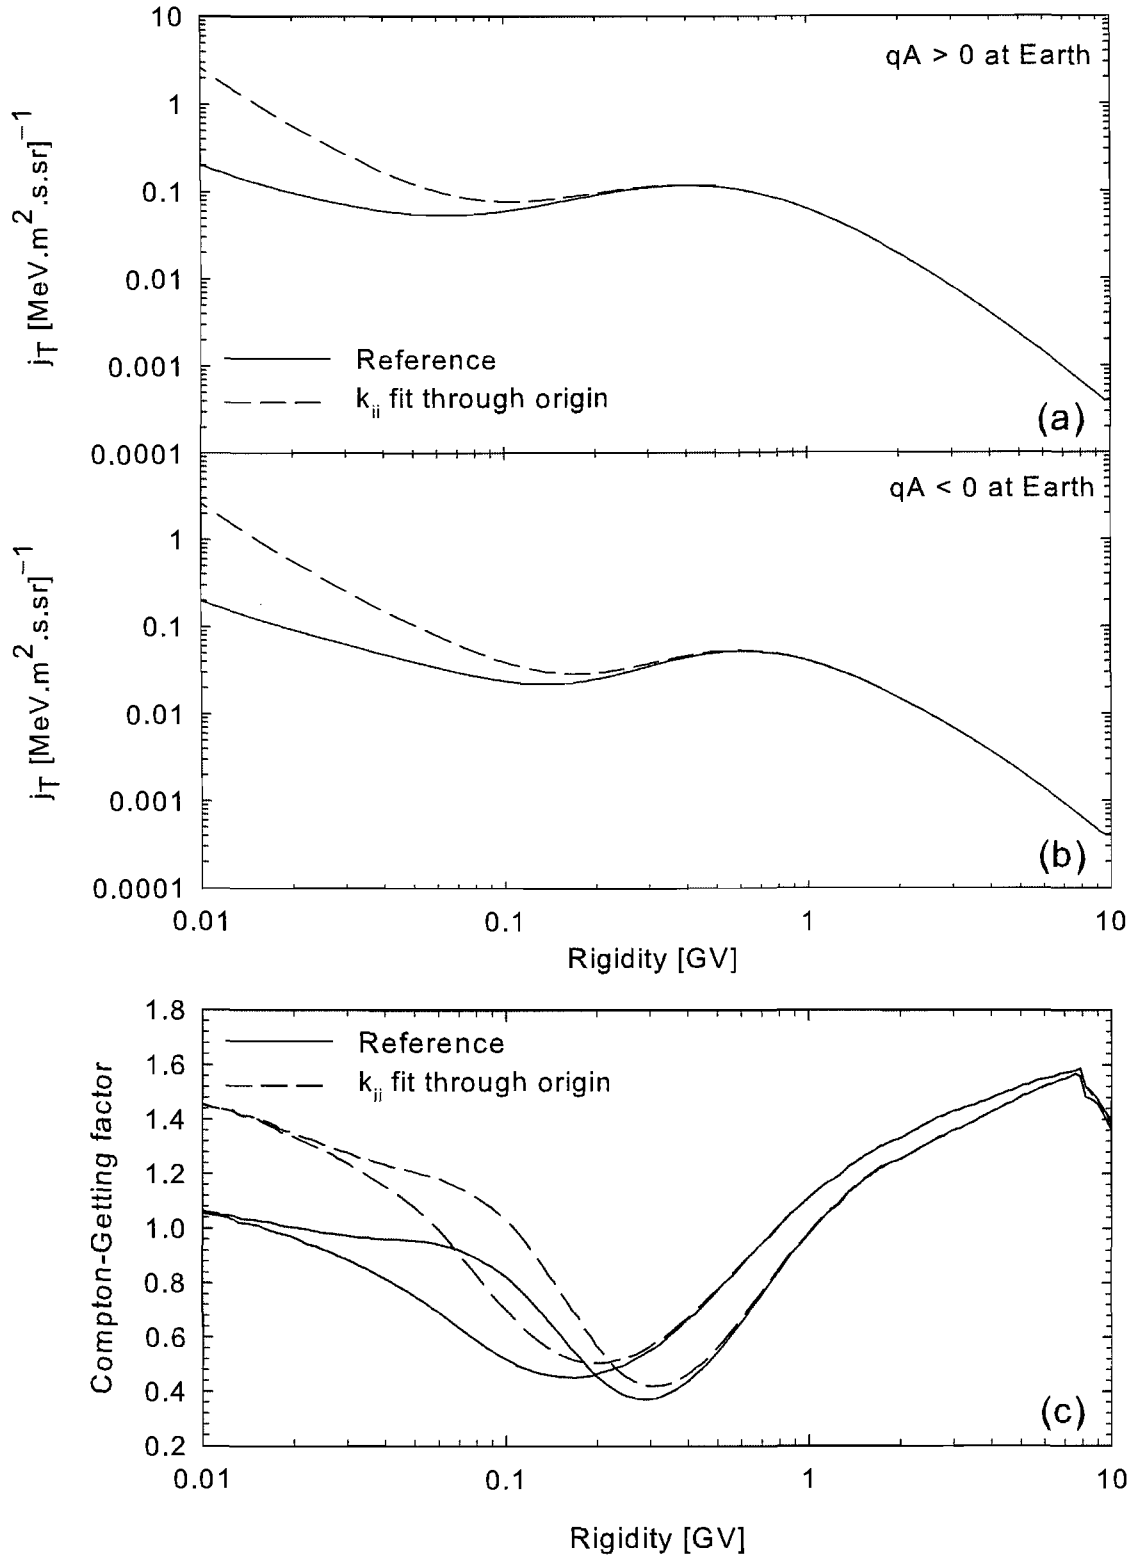 10
qA > 0 at Earth
1
0.1
0.01
0.001
0.0001
j_T [MeV.m².s.sr]⁻¹
Reference
k_ii fit through origin
(a)
qA < 0 at Earth
1
0.1
0.01
0.001
0.0001
j_T [MeV.m².s.sr]⁻¹
(b)
0.01 0.1 1 10
Rigidity [GV]
1.8
1.6
1.4
1.2
1.0
0.8
0.6
0.4
0.2
Compton-Getting factor
Reference
k_ii fit through origin
(c)
0.01 0.1 1 10
Rigidity [GV]